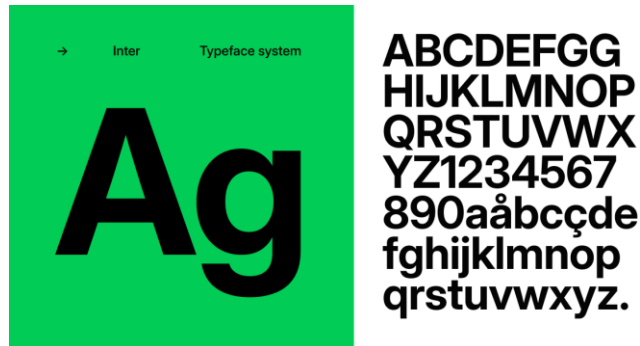 → Inter Typeface system
Ag
ABCDEFGG
HIJKLMNOP
QRSTUVWX
YZ1234567
890aåbcçde
fghijklmnop
qrstuvwxyz.